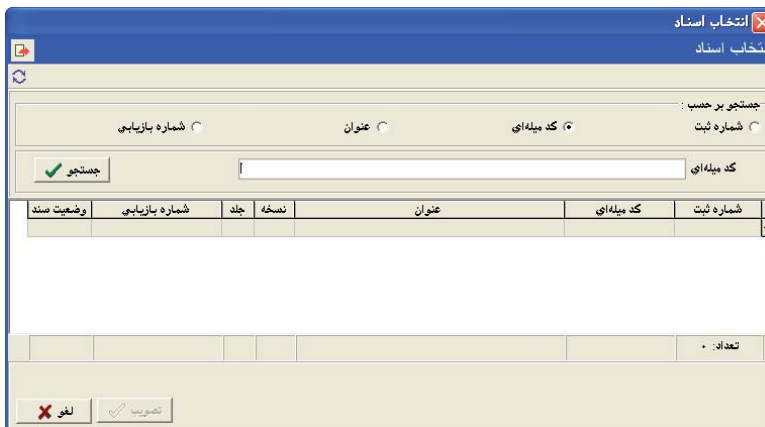 انتخاب اسناد
انتخاب اسناد
جستجو بر حسب :
شماره ثبت
کد میله‌ای
عنوان
شماره بازیابی
کد میله‌ای
جستجو
شماره ثبت کد میله‌ای عنوان نسخه جلد شماره بازیابی وضعیت سند
تعداد: ۰
تصویب لغو